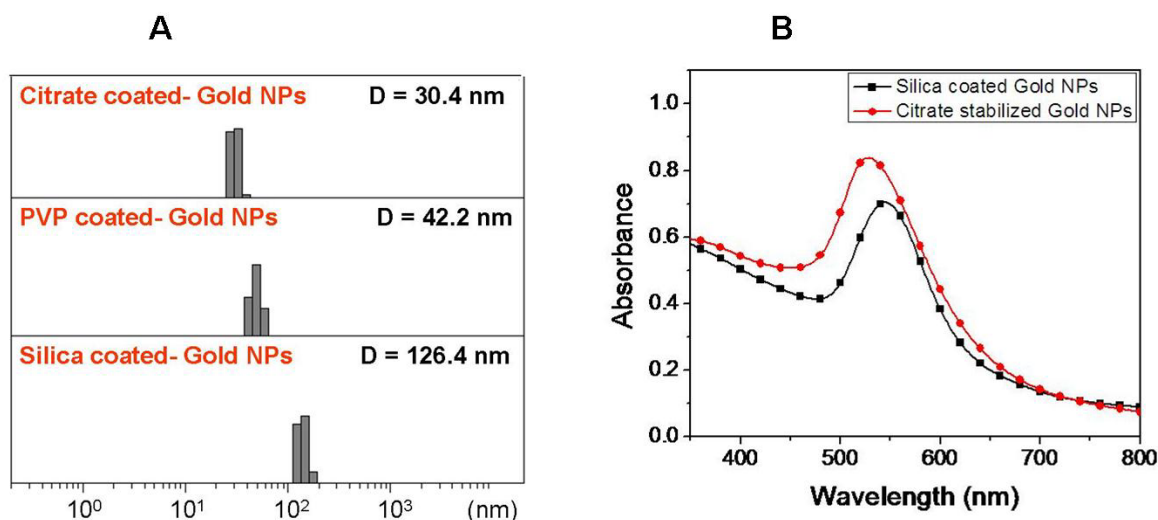 A
Citrate coated- Gold NPs D = 30.4 nm
PVP coated- Gold NPs D = 42.2 nm
Silica coated- Gold NPs D = 126.4 nm
10⁰ 10¹ 10² 10³ (nm)
B
Silica coated Gold NPs
Citrate stabilized Gold NPs
Absorbance
1.0
0.8
0.6
0.4
0.2
0.0
400 500 600 700 800
Wavelength (nm)